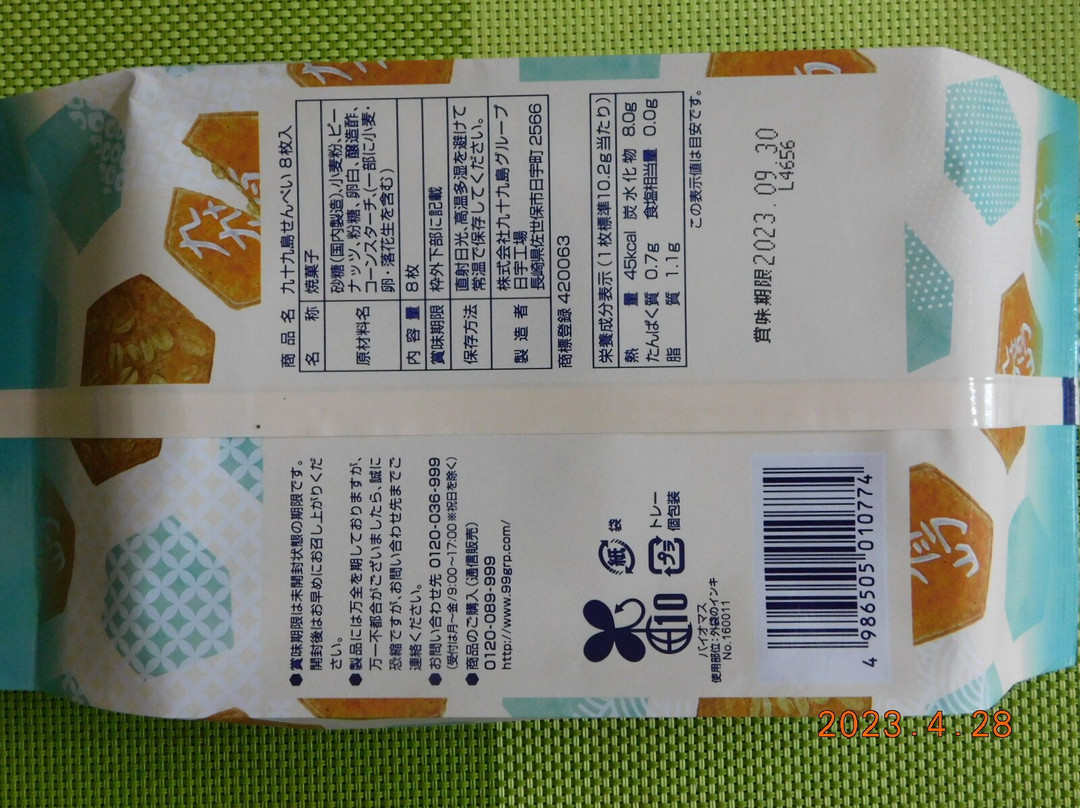 商品名 九十九島せんぺい 8枚入
名称 焼菓子
原材料名 砂糖(国内製造)、小麦粉、ピー
ナッツ、粉糖、卵白、醸造酢、
コーンスターチ、(一部に小麦・
卵・落花生を含む)
内容量 8枚
賞味期限 枠外下部に記載
保存方法 直射日光、高温多湿を避けて
常温で保存してください。
製造者 株式会社九十九島グループ
日宇工場
長崎県佐世保市日宇町2566
商標登録 420063
栄養成分表示(1枚標準10.2g当たり)
熱量 45kcal 炭水化物 8.0g
たんぱく質 0.7g 食塩相当量 0.0g
脂質 1.1g
この表示値は目安です。
賞味期限2023.09.30
L4656
●賞味期限は未開封状態の期限です。
開封後はお早めにお召し上がりくだ
さい。
●製品には万全を期しておりますが、
万一不都合がございましたら、誠に
恐縮ですが、お問い合わせ先までご
連絡ください。
●お問い合わせ先 0120-036-999
(受付は月〜金/9:00〜17:00※祝日を除く)
●商品のご購入(通信販売)
0120-089-999
http://www.99grp.com/
紙 袋
プラ トレー
個包装
10
バイオマス
使用部位:外袋のインキ
No.160011
4 986505 010774
九十
島
2023.4.28